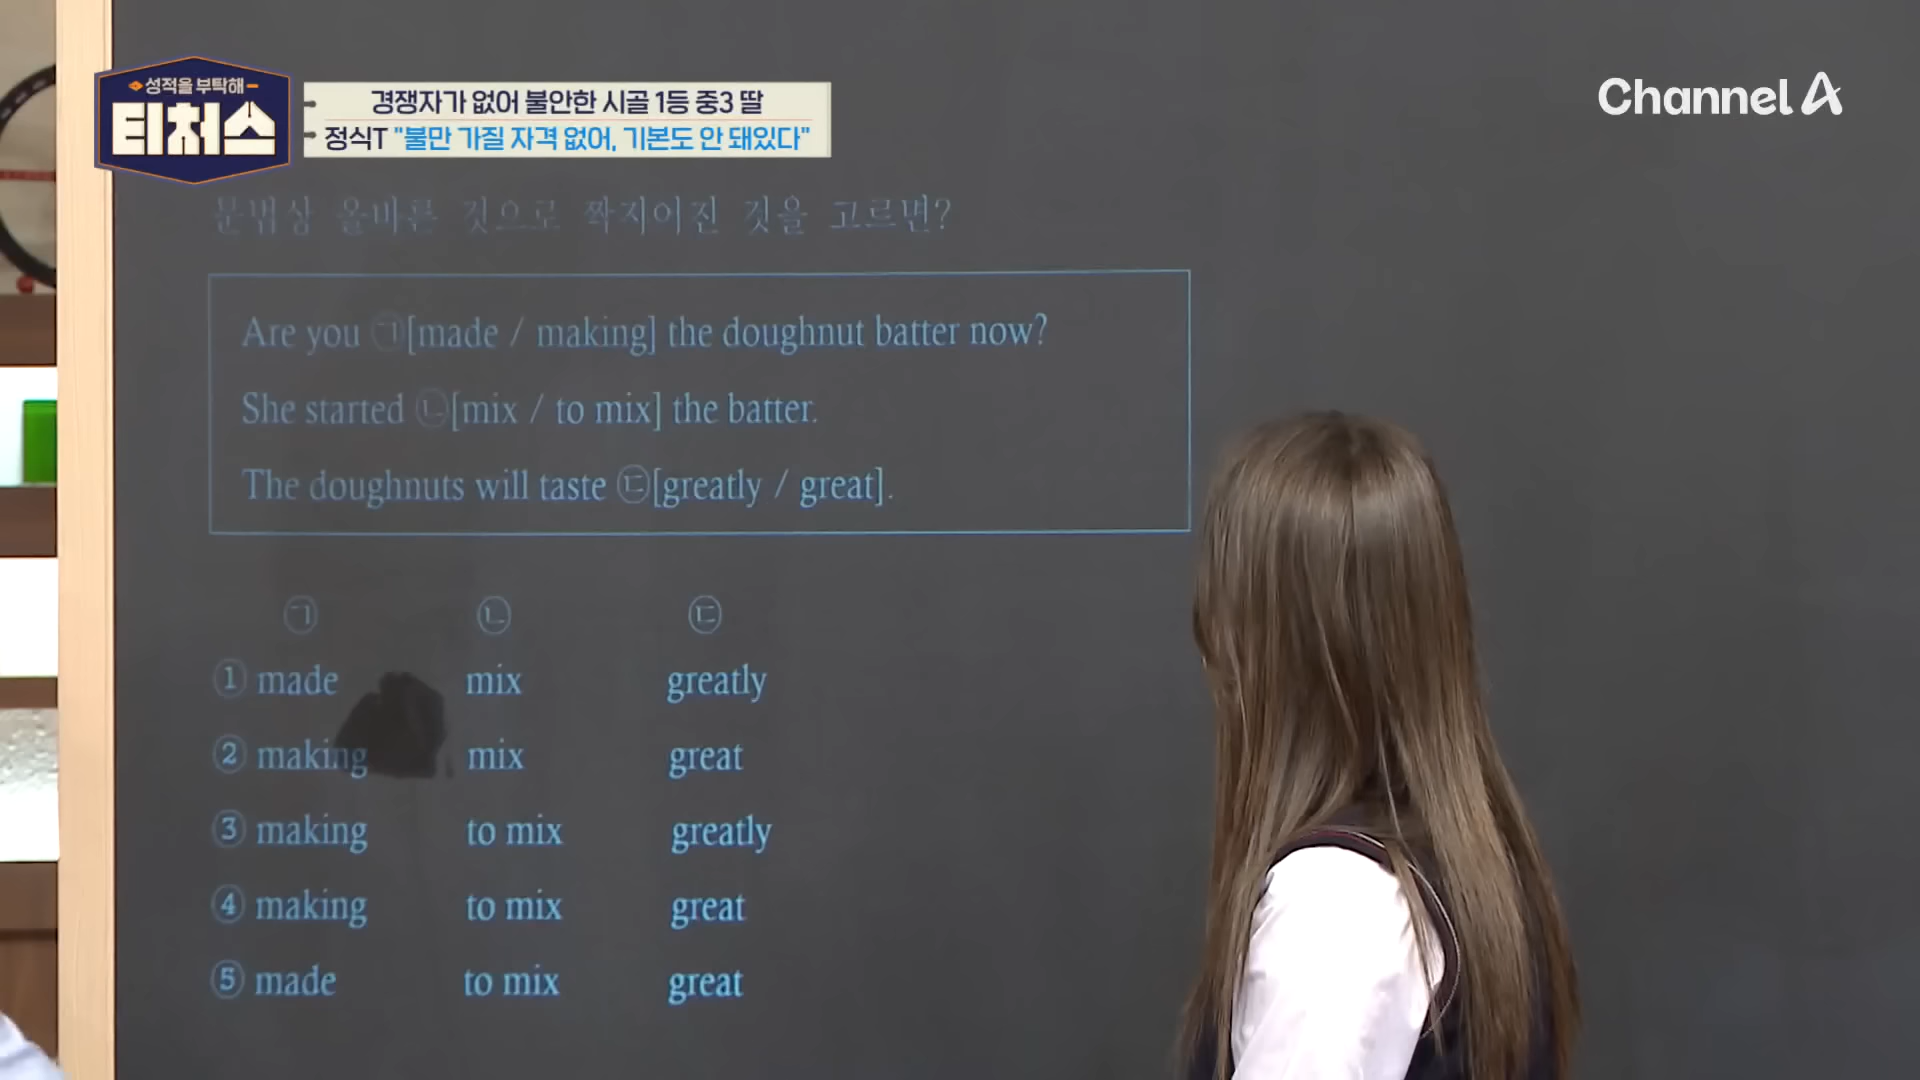 성적을 부탁해
티처스
경쟁자가 없어 불안한 시골 1등 중3 딸
정식T "불만 가질 자격 없어, 기본도 안 돼있다"
Channel A
문법상 올바른 것으로 짝지어진 것을 고르면?
Are you ㉠[made / making] the doughnut batter now?
She started ㉡[mix / to mix] the batter.
The doughnuts will taste ㉢[greatly / great].
㉠ ㉡ ㉢
① made mix greatly
② making mix great
③ making to mix greatly
④ making to mix great
⑤ made to mix great